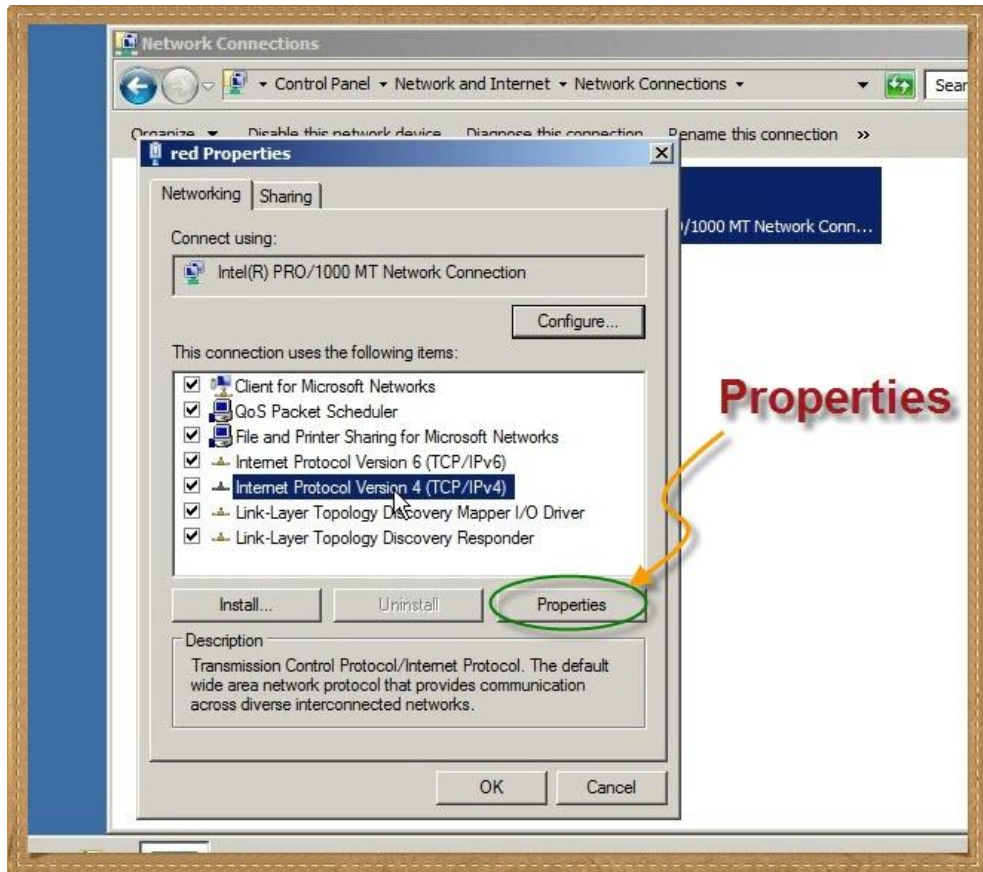 Network Connections
Control Panel Network and Internet Network Connections
Sear
Organize Disable this network device Diagnose this connection Rename this connection »
red Properties
/1000 MT Network Conn...
Networking Sharing
Connect using:
Intel(R) PRO/1000 MT Network Connection
Configure...
This connection uses the following items:
Client for Microsoft Networks
QoS Packet Scheduler
File and Printer Sharing for Microsoft Networks
Internet Protocol Version 6 (TCP/IPv6)
Internet Protocol Version 4 (TCP/IPv4)
Link-Layer Topology Discovery Mapper I/O Driver
Link-Layer Topology Discovery Responder
Properties
Install... Uninstall Properties
Description
Transmission Control Protocol/Internet Protocol. The default
wide area network protocol that provides communication
across diverse interconnected networks.
OK Cancel